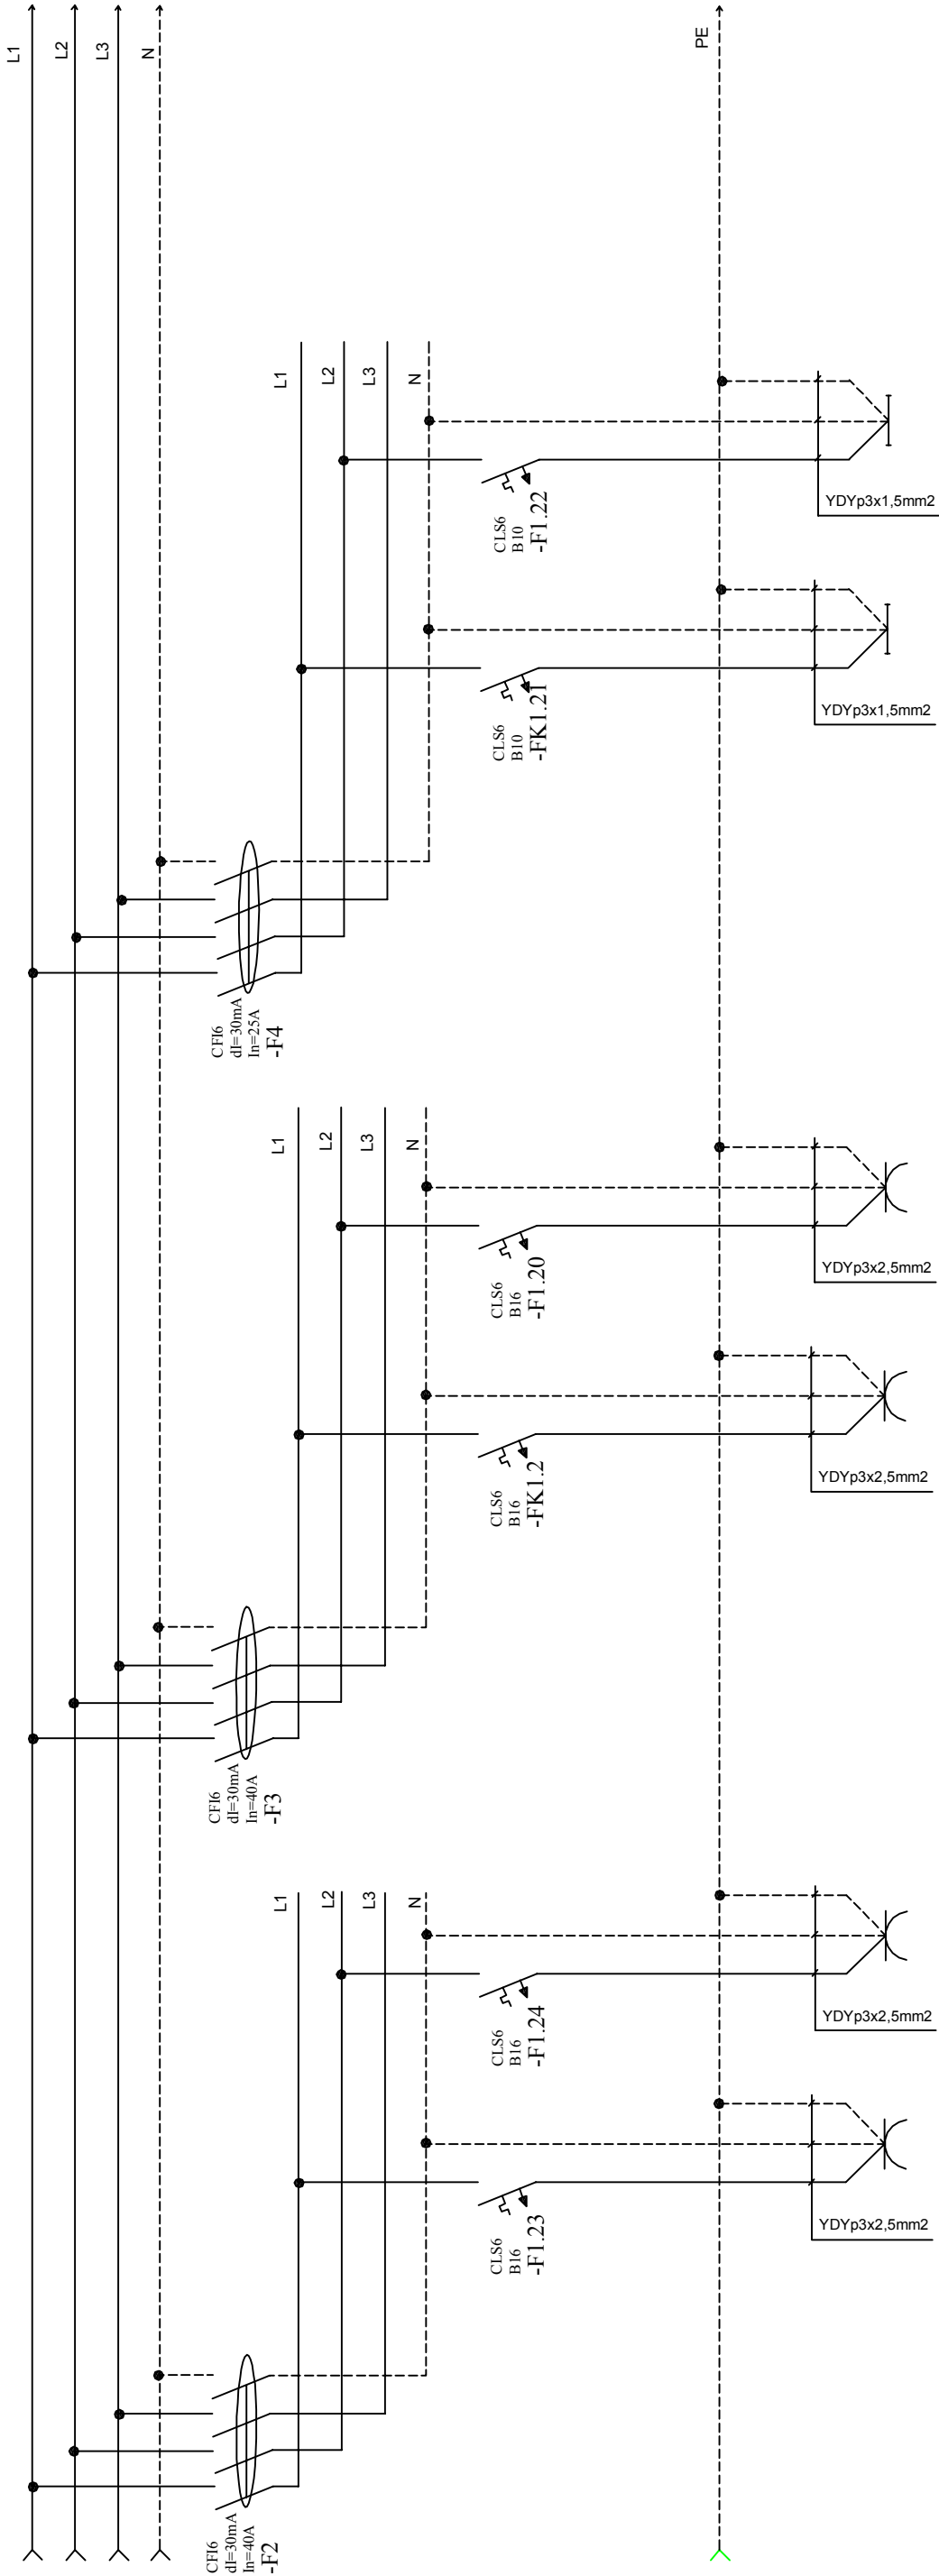 L1
L2
L3
N
PE
L1
L2
L3
N
CLS6
B10
-F1.22
YDYp3x1,5mm2
CLS6
B10
-FK1.21
YDYp3x1,5mm2
CFI6
dI=30mA
In=25A
-F4
L1
L2
L3
N
CLS6
B16
-F1.20
YDYp3x2,5mm2
CLS6
B16
-FK1.2
YDYp3x2,5mm2
CFI6
dI=30mA
In=40A
-F3
L1
L2
L3
N
CLS6
B16
-F1.24
YDYp3x2,5mm2
CLS6
B16
-F1.23
YDYp3x2,5mm2
CFI6
dI=30mA
In=40A
-F2